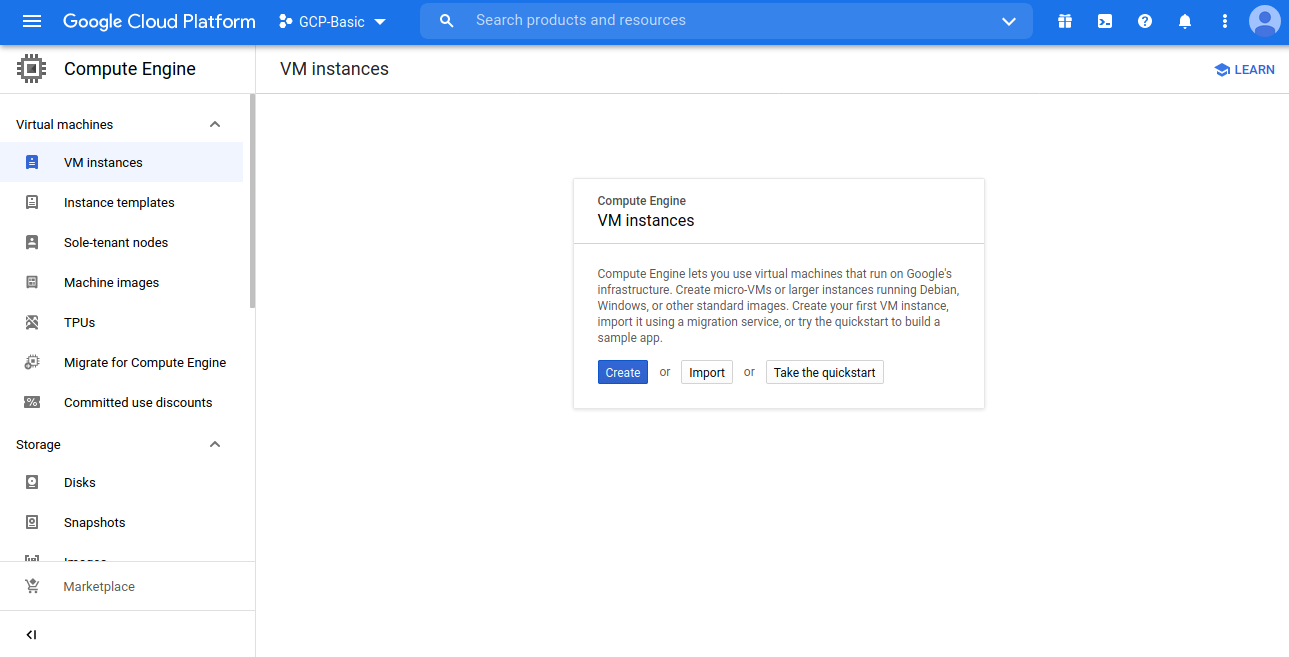 Google Cloud Platform
GCP-Basic
Search products and resources
Compute Engine
VM instances
LEARN
Virtual machines
VM instances
Instance templates
Sole-tenant nodes
Machine images
TPUs
Migrate for Compute Engine
Committed use discounts
Storage
Disks
Snapshots
Images
Marketplace
Compute Engine
VM instances
Compute Engine lets you use virtual machines that run on Google's
infrastructure. Create micro-VMs or larger instances running Debian,
Windows, or other standard images. Create your first VM instance,
import it using a migration service, or try the quickstart to build a
sample app.
Create or Import or Take the quickstart